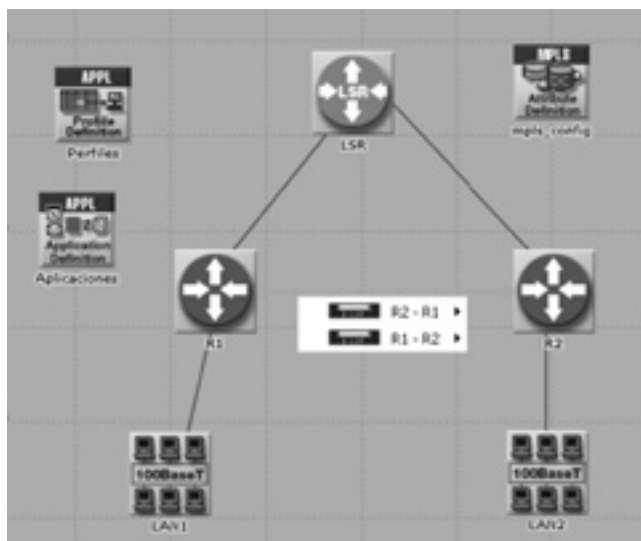 APPL
Profile
Definition
Perfiles
LSR
LSR
MPLS
Attribute
Definition
mpls_config
APPL
Application
Definition
Aplicaciones
R1
R2 - R1
R1 - R2
R2
100BaseT
LAN1
100BaseT
LAN2